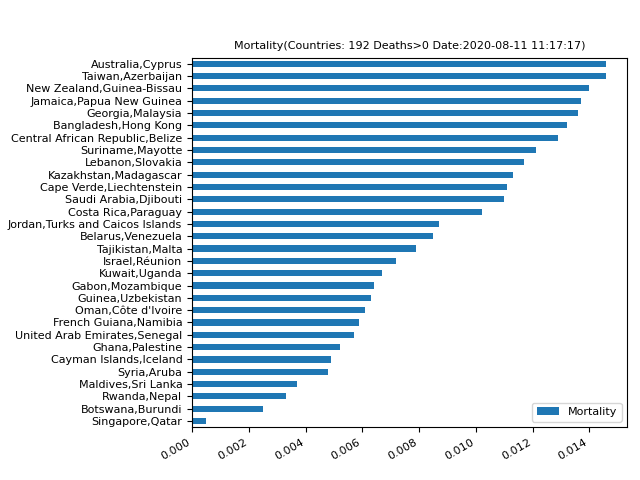 Mortality(Countries: 192 Deaths>0 Date:2020-08-11 11:17:17)
Australia,Cyprus
Taiwan,Azerbaijan
New Zealand,Guinea-Bissau
Jamaica,Papua New Guinea
Georgia,Malaysia
Bangladesh,Hong Kong
Central African Republic,Belize
Suriname,Mayotte
Lebanon,Slovakia
Kazakhstan,Madagascar
Cape Verde,Liechtenstein
Saudi Arabia,Djibouti
Costa Rica,Paraguay
Jordan,Turks and Caicos Islands
Belarus,Venezuela
Tajikistan,Malta
Israel,Réunion
Kuwait,Uganda
Gabon,Mozambique
Guinea,Uzbekistan
Oman,Côte d'Ivoire
French Guiana,Namibia
United Arab Emirates,Senegal
Ghana,Palestine
Cayman Islands,Iceland
Syria,Aruba
Maldives,Sri Lanka
Rwanda,Nepal
Botswana,Burundi
Singapore,Qatar
Mortality
0.000 0.002 0.004 0.006 0.008 0.010 0.012 0.014